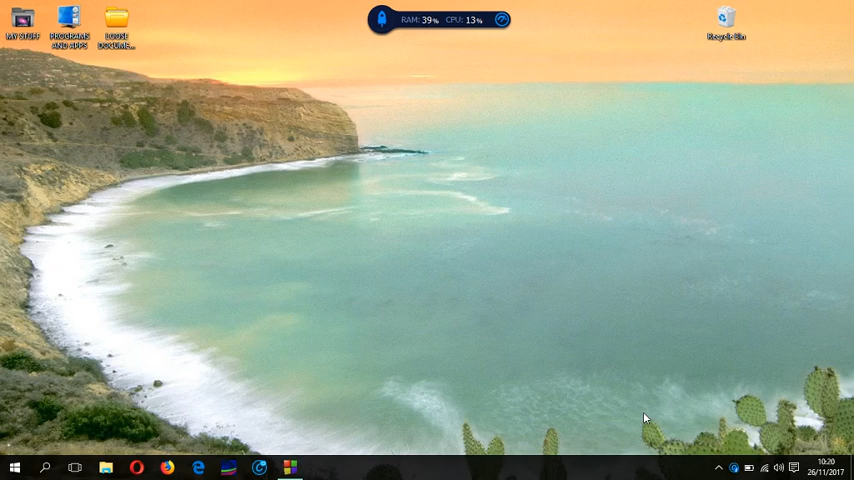 MY STUFF
PROGRAMS
AND APPS
LOOSE
DOCUME...
RAM: 39% CPU: 13%
Recycle Bin
10:20
26/11/2017